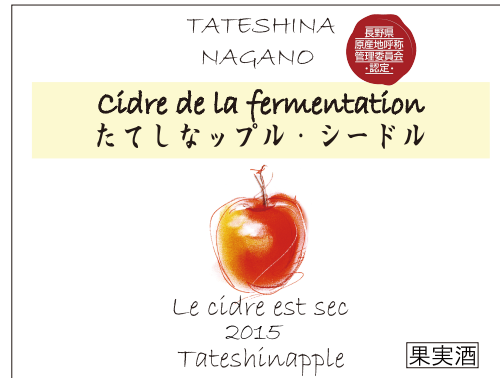 TATESHINA
NAGANO
長野県
原産地呼称
管理委員会
・認定・
Cidre de la fermentation
たてしなップル・シードル
Le cidre est sec
2015
Tateshinapple
果実酒